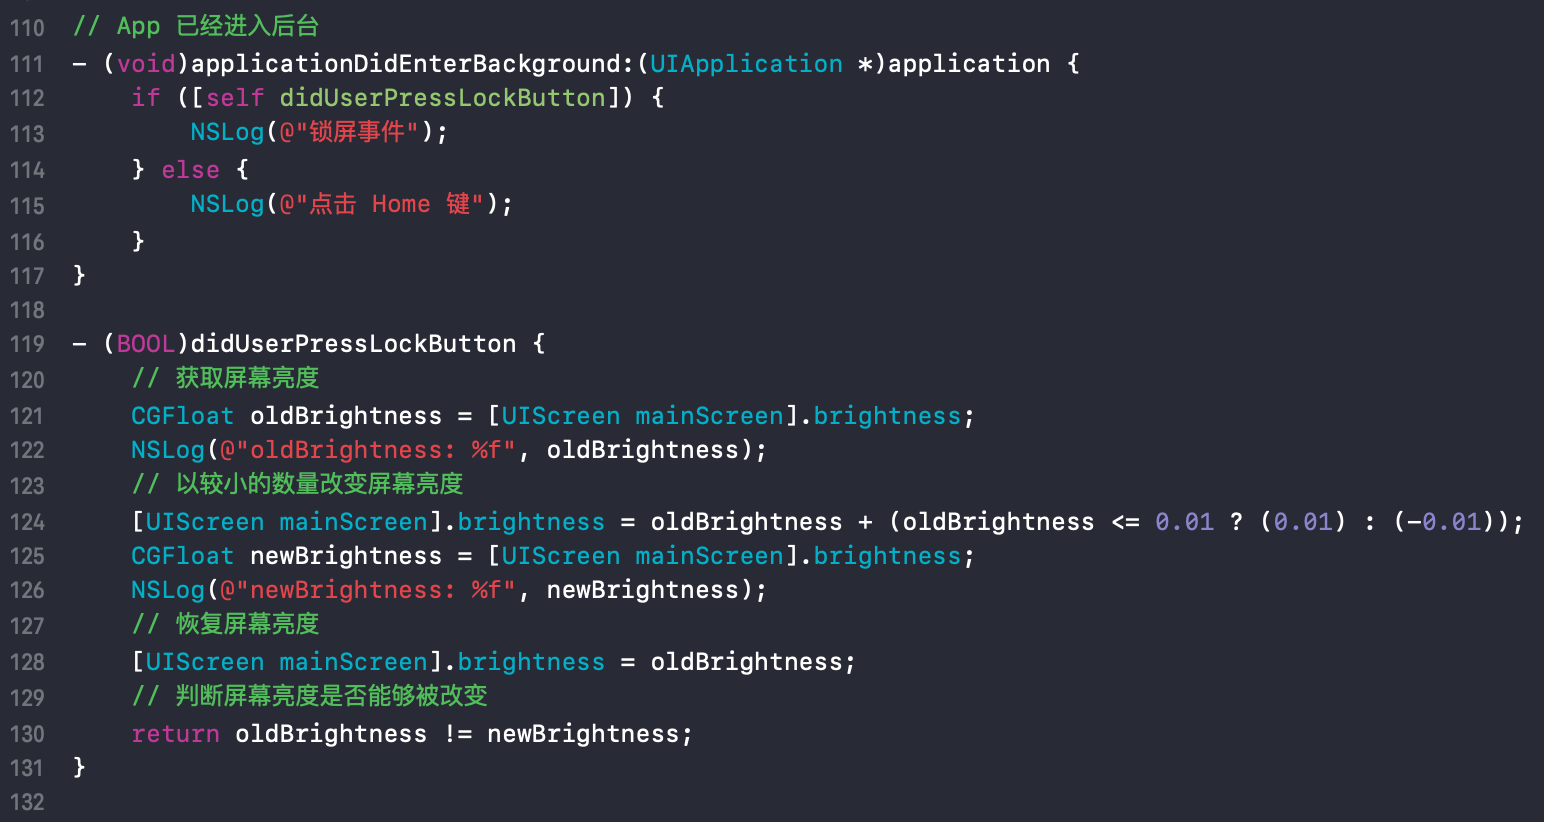 110 // App 已经进入后台
111 - (void)applicationDidEnterBackground:(UIApplication *)application {
112 if ([self didUserPressLockButton]) {
113 NSLog(@"锁屏事件");
114 } else {
115 NSLog(@"点击 Home 键");
116 }
117 }
118
119 - (BOOL)didUserPressLockButton {
120 // 获取屏幕亮度
121 CGFloat oldBrightness = [UIScreen mainScreen].brightness;
122 NSLog(@"oldBrightness: %f", oldBrightness);
123 // 以较小的数量改变屏幕亮度
124 [UIScreen mainScreen].brightness = oldBrightness + (oldBrightness <= 0.01 ? (0.01) : (-0.01));
125 CGFloat newBrightness = [UIScreen mainScreen].brightness;
126 NSLog(@"newBrightness: %f", newBrightness);
127 // 恢复屏幕亮度
128 [UIScreen mainScreen].brightness = oldBrightness;
129 // 判断屏幕亮度是否能够被改变
130 return oldBrightness != newBrightness;
131 }
132